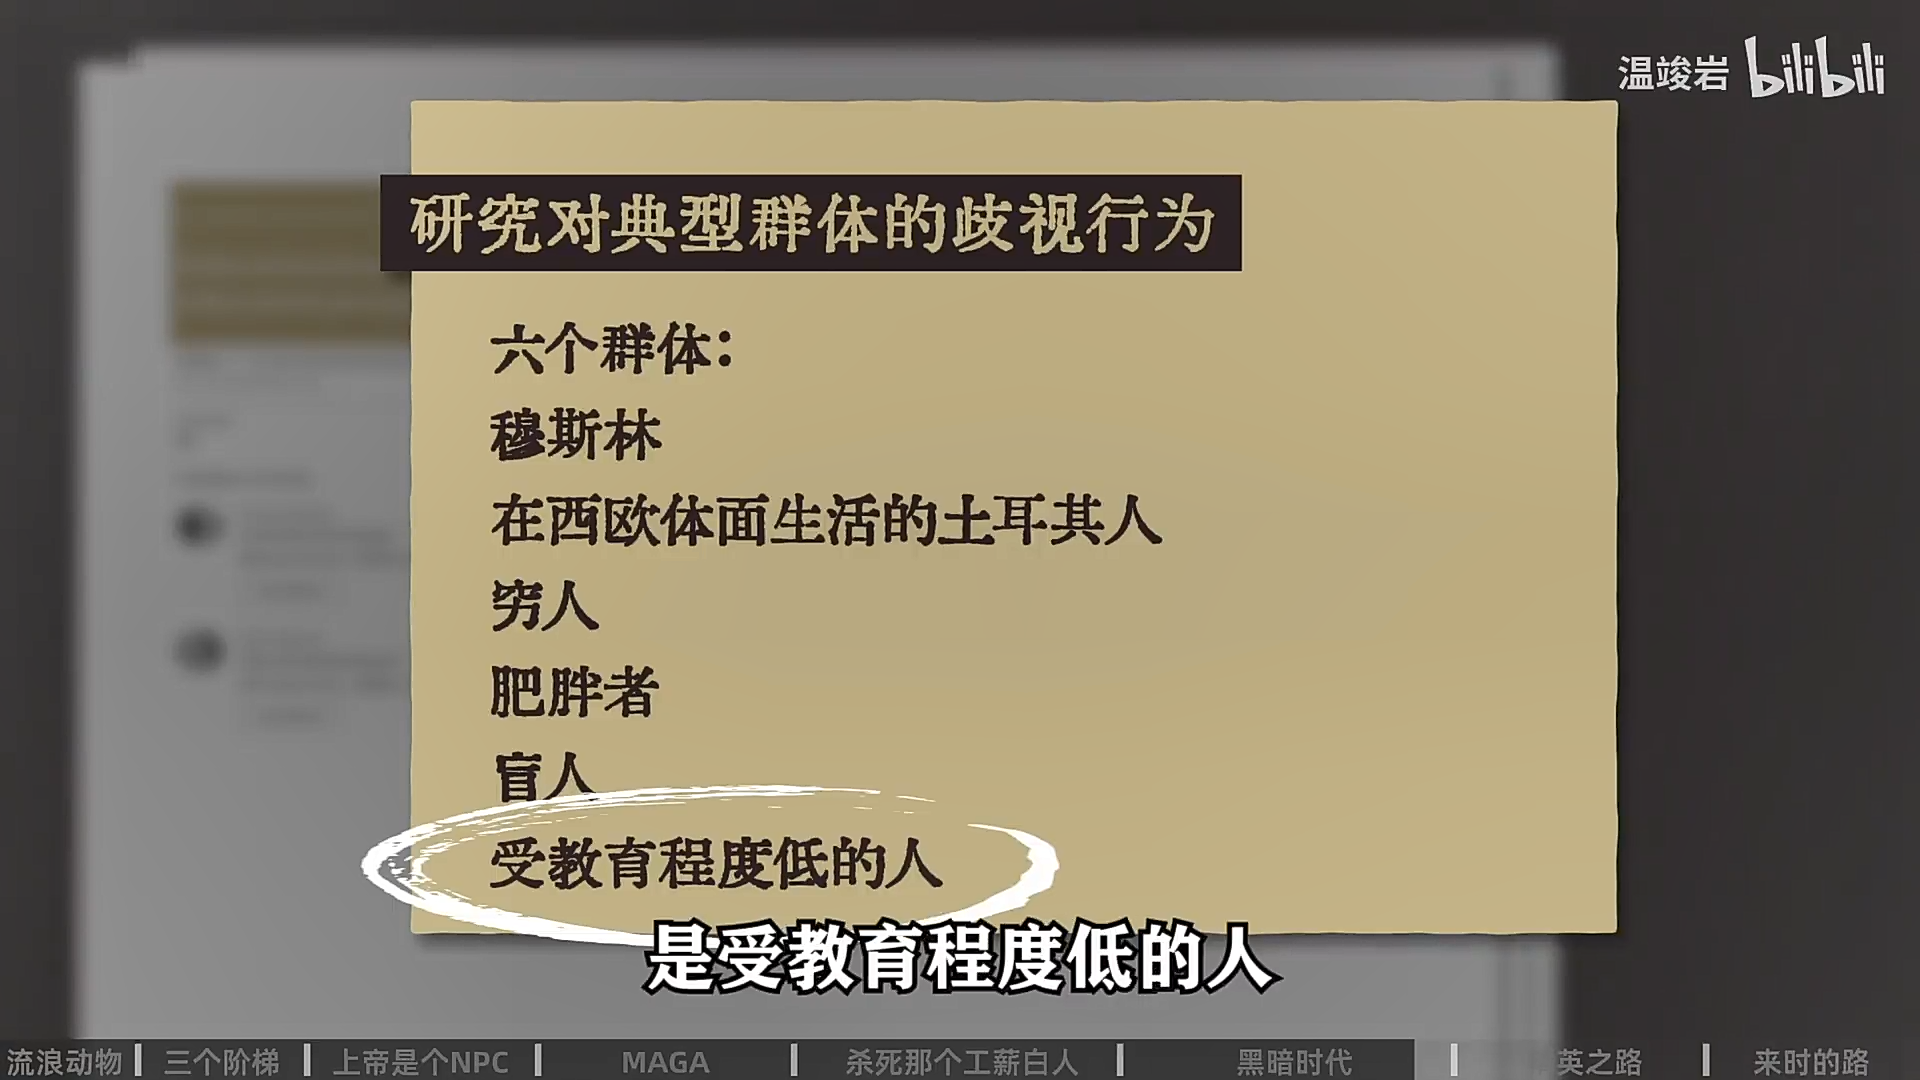 温竣岩 bilibili
研究对典型群体的歧视行为
六个群体：
穆斯林
在西欧体面生活的土耳其人
穷人
肥胖者
盲人
受教育程度低的人
是受教育程度低的人
流浪动物
三个阶梯
上帝是个NPC
MAGA
杀死那个工薪白人
黑暗时代
英之路
来时的路